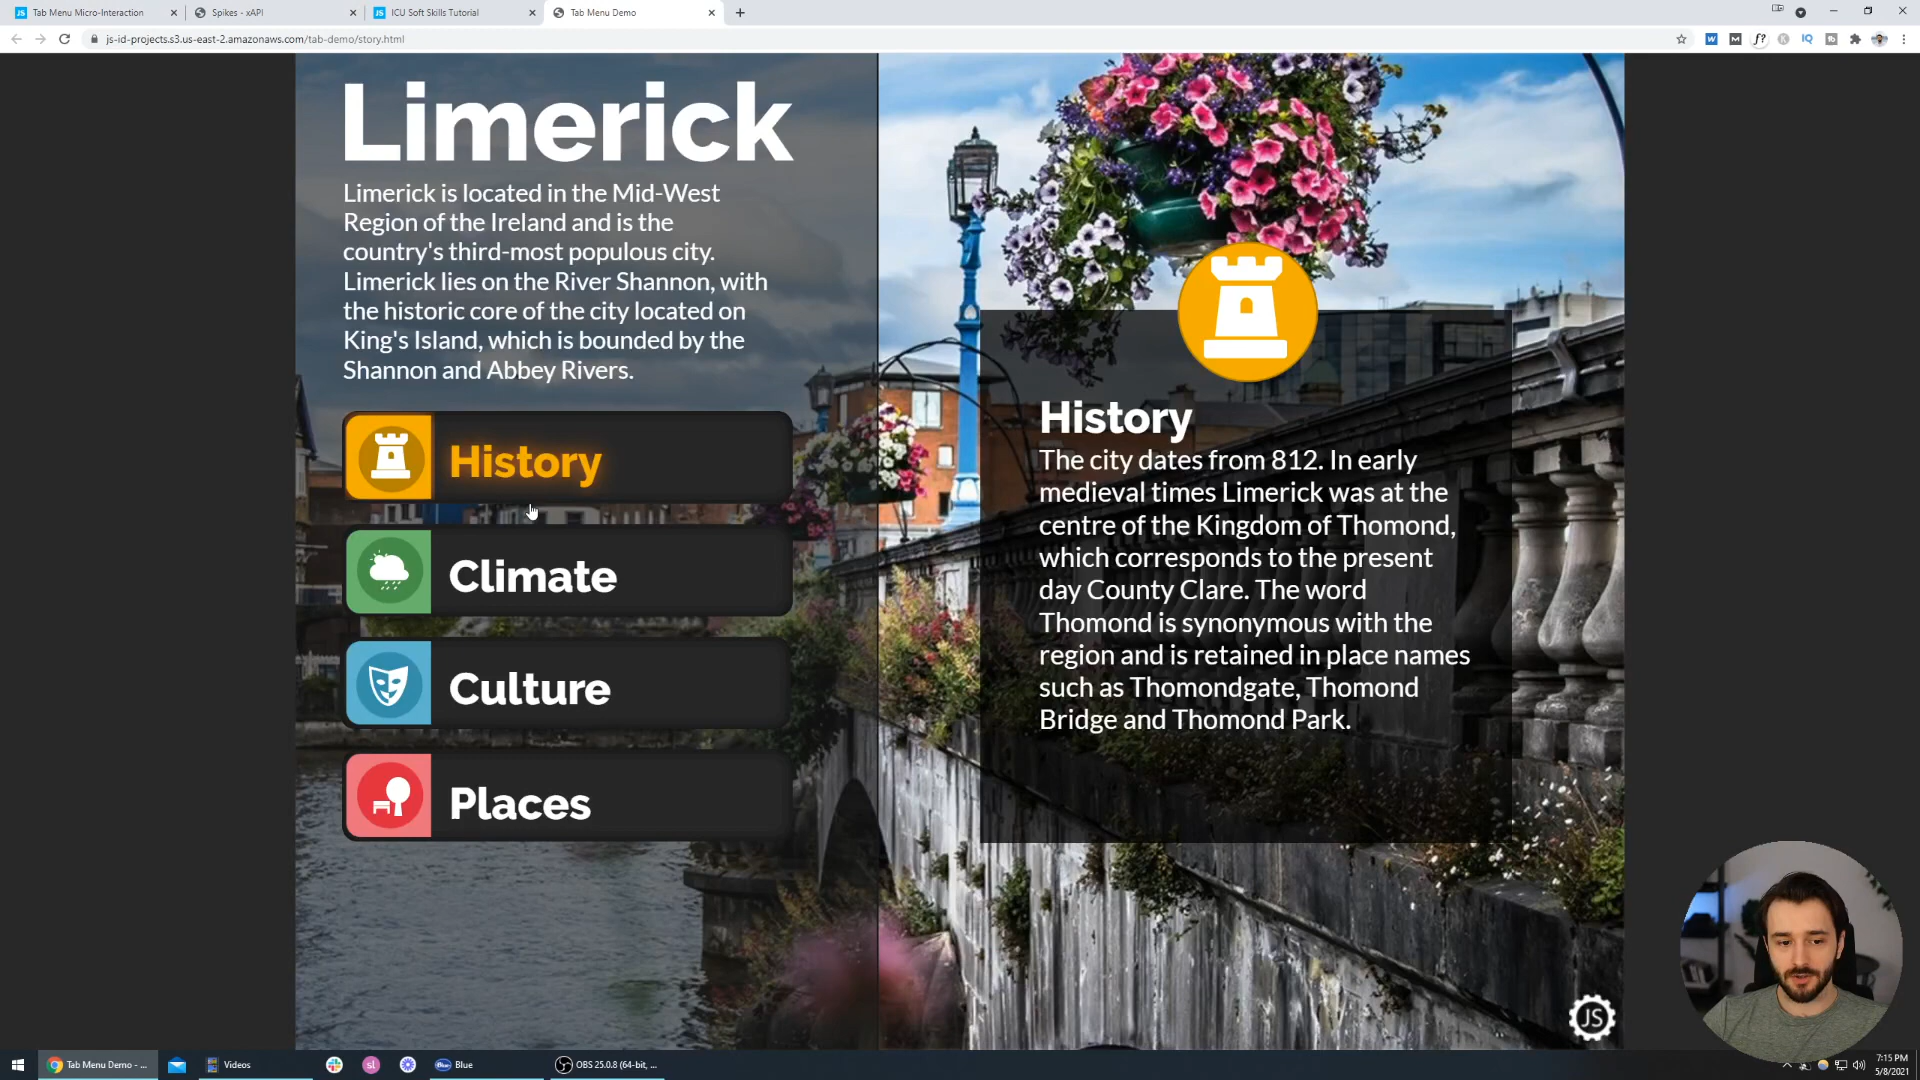 Tab Menu Micro-Interaction
Spikes - xAPI
ICU Soft Skills Tutorial
Tab Menu Demo
js-id-projects.s3.us-east-2.amazonaws.com/tab-demo/story.html
Limerick
Limerick is located in the Mid-West
Region of the Ireland and is the
country's third-most populous city.
Limerick lies on the River Shannon, with
the historic core of the city located on
King's Island, which is bounded by the
Shannon and Abbey Rivers.
History
Climate
Culture
Places
History
The city dates from 812. In early
medieval times Limerick was at the
centre of the Kingdom of Thomond,
which corresponds to the present
day County Clare. The word
Thomond is synonymous with the
region and is retained in place names
such as Thomondgate, Thomond
Bridge and Thomond Park.
JS
Tab Menu Demo - ...
Videos
Blue
OBS 25.0.8 (64-bit, ...
7:15 PM
5/8/2021